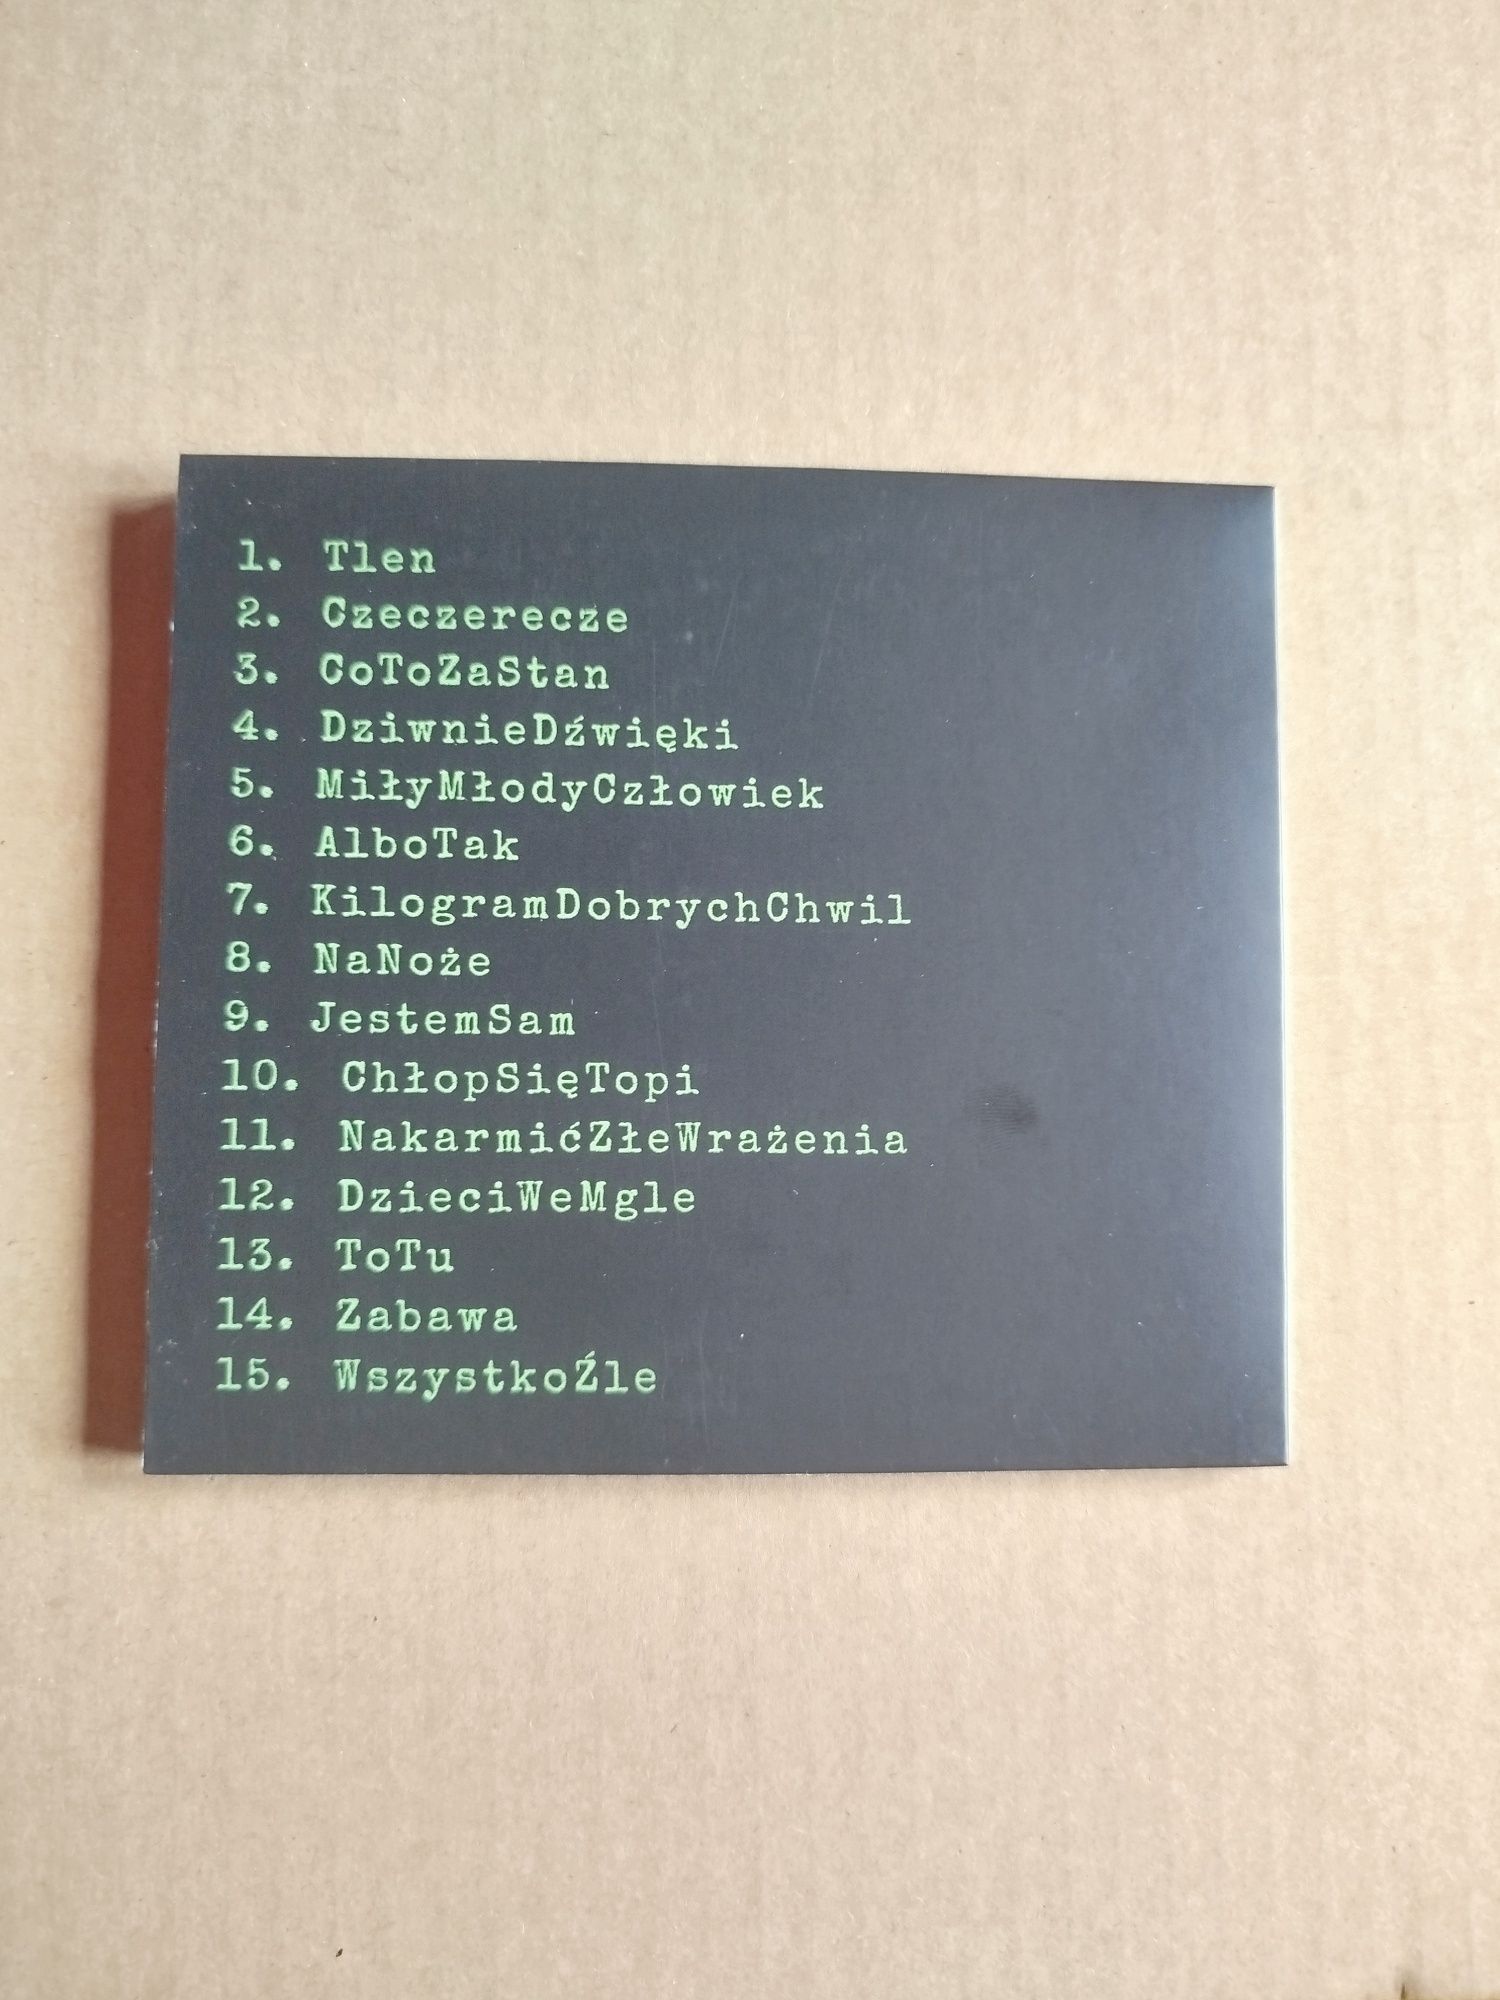 1. Tlen
2. Czeczerecze
3. CoToZaStan
4. DziwnieDźwięki
5. MiłyMłodyCzłowiek
6. AlboTak
7. KilogramDobrychChwil
8. NaNoże
9. JestemSam
10. ChłopSięTopi
11. NakarmićZłeWrażenia
12. DzieciWeMgle
13. ToTu
14. Zabawa
15. WszystkoŹle